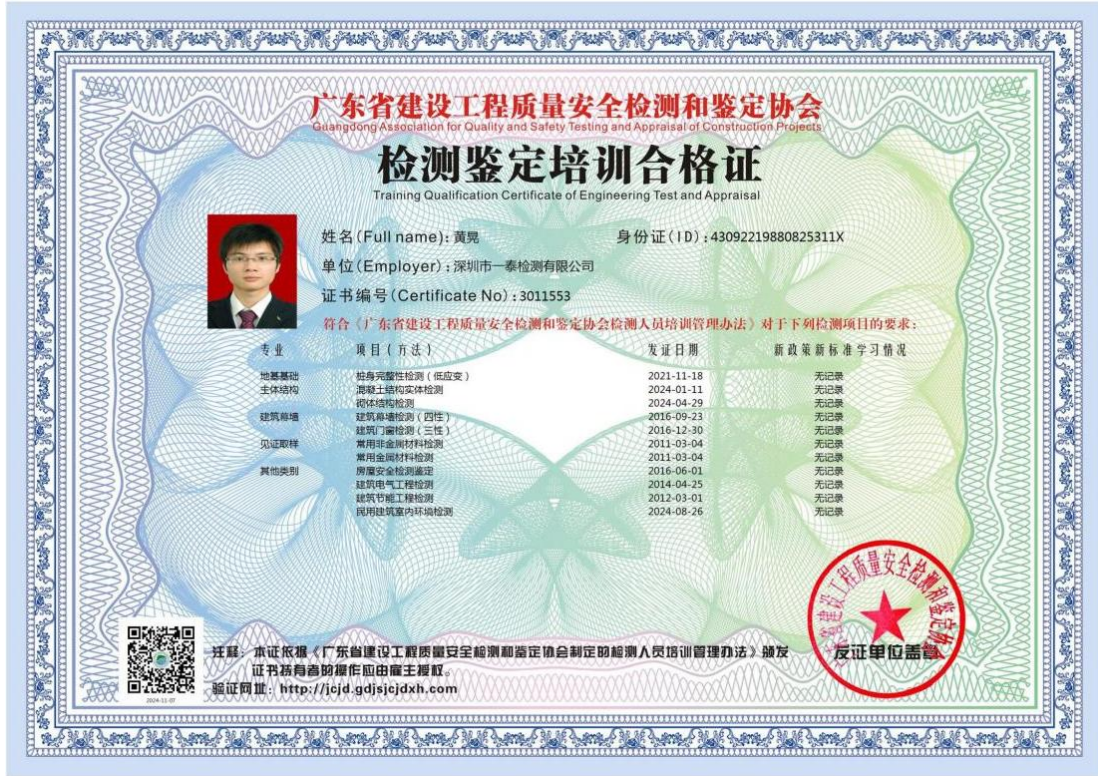 广东省建设工程质量安全检测和鉴定协会
Guangdong Association for Quality and Safety Testing and Appraisal of Construction Projects
检测鉴定培训合格证
Training Qualification Certificate of Engineering Test and Appraisal
姓名(Full name):黄晃 身份证(ID):43092219880825311X
单位(Employer):深圳市一泰检测有限公司
证书编号(Certificate No):3011553
符合《广东省建设工程质量安全检测和鉴定协会检测人员培训管理办法》对于下列检测项目的要求:
专业 项目(方法) 发证日期 新政策新标准学习情况
地基基础 桩身完整性检测(低应变) 2021-11-18 无记录
主体结构 混凝土结构实体检测 2024-01-11 无记录
砌体结构检测 2024-04-29 无记录
建筑幕墙 建筑幕墙检测(四性) 2016-09-23 无记录
建筑门窗检测(三性) 2016-12-30 无记录
见证取样 常用非金属材料检测 2011-03-04 无记录
常用金属材料检测 2011-03-04 无记录
其他类别 房屋安全检测鉴定 2016-06-01 无记录
建筑电气工程检测 2014-04-25 无记录
建筑节能工程检测 2012-03-01 无记录
民用建筑室内环境检测 2024-08-26 无记录
广东省建设工程质量安全检测和鉴定协会
发证单位盖章
注释:本证依据《广东省建设工程质量安全检测和鉴定协会制定的检测人员培训管理办法》颁发
证书持有者的操作应由雇主授权。
验证网址:http://jcjd.gdjsjcjdxh.com
2024-11-07